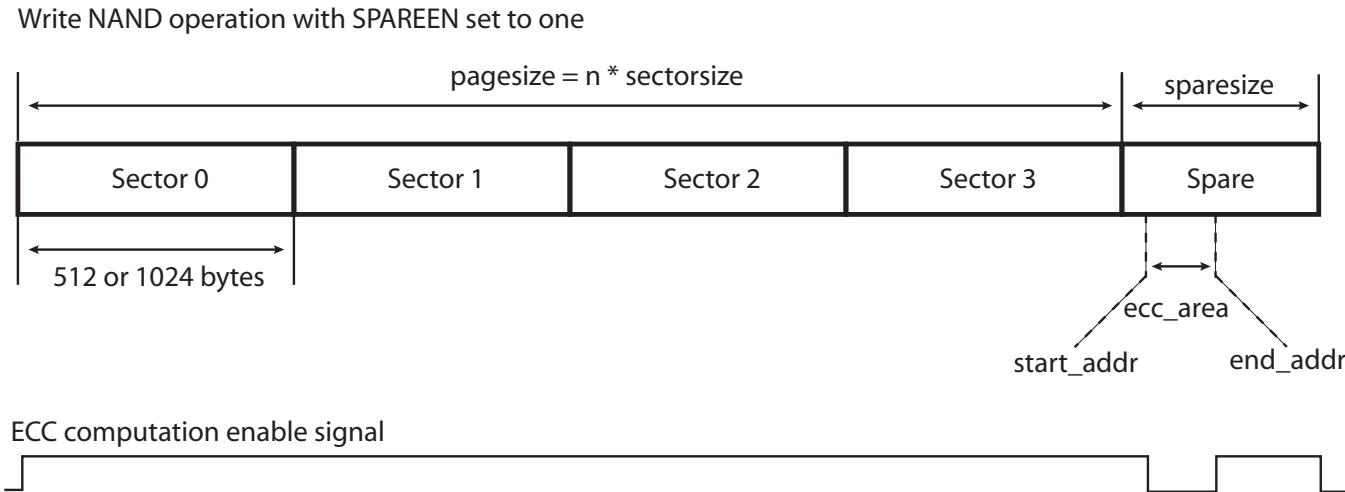 Write NAND operation with SPAREEN set to one
pagesize = n * sectorsize
sparesize
Sector 0
Sector 1
Sector 2
Sector 3
Spare
512 or 1024 bytes
ecc_area
start_addr
end_addr
ECC computation enable signal